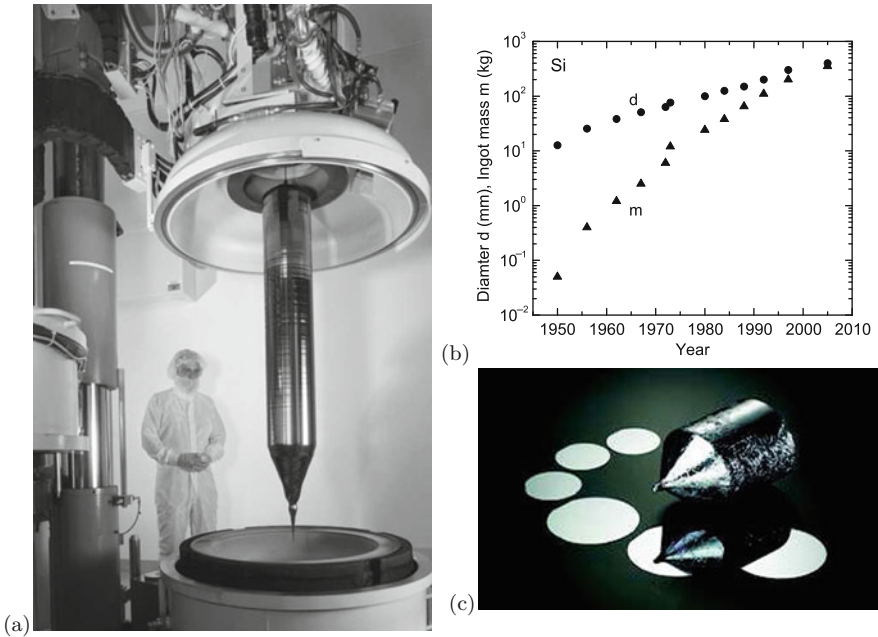 (a)
10³
10²
10¹
10⁰
10⁻¹
10⁻²
Diamter d (mm), Ingot mass m (kg)
Si
d
m
1950 1960 1970 1980 1990 2000 2010
Year
(b)
(c)